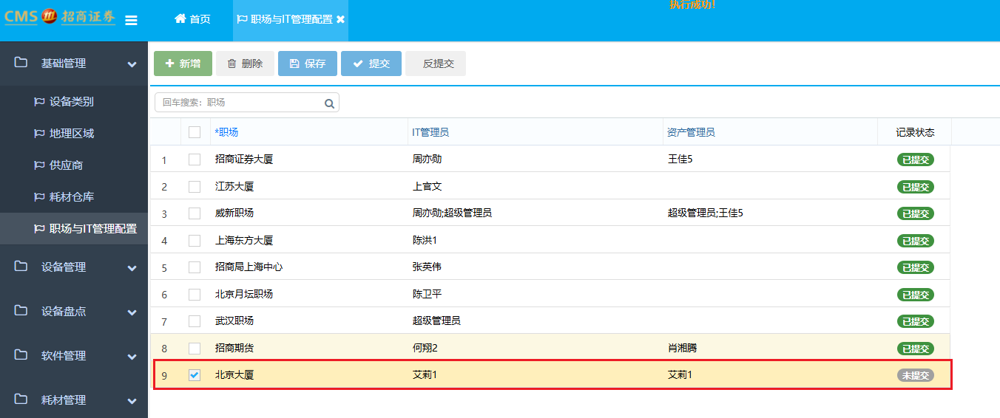 执行成功!
CMS 招商证券
首页
职场与IT管理配置
基础管理
设备类别
地理区域
供应商
耗材仓库
职场与IT管理配置
设备管理
设备盘点
软件管理
耗材管理
新增 删除 保存 提交 反提交
回车搜索: 职场
*职场 IT管理员 资产管理员 记录状态
1 招商证券大厦 周亦勋 王佳5 已提交
2 江苏大厦 上官文 已提交
3 威新职场 周亦勋;超级管理员 超级管理员;王佳5 已提交
4 上海东方大厦 陈洪1 已提交
5 招商局上海中心 张英伟 已提交
6 北京月坛职场 陈卫平 已提交
7 武汉职场 超级管理员 已提交
8 招商期货 何翔2 肖湘腾 已提交
9 北京大厦 艾莉1 艾莉1 未提交